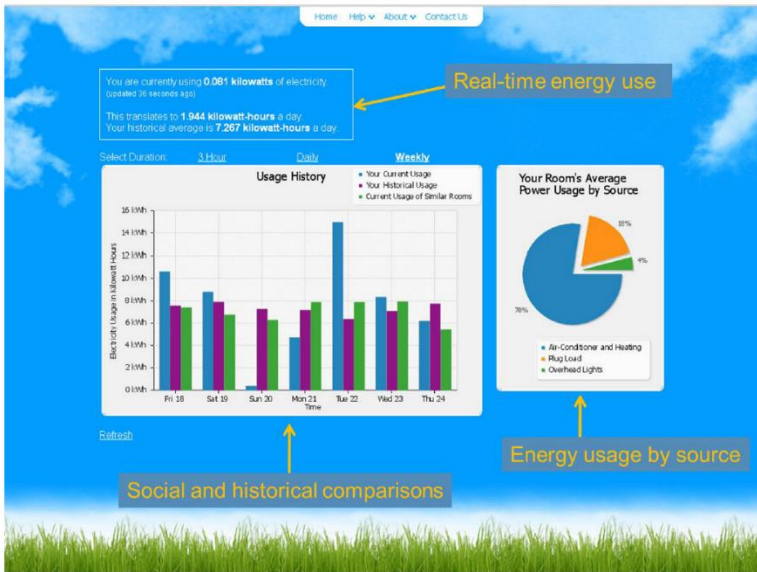 Home Help About Contact Us
You are currently using 0.081 kilowatts of electricity.
(updated 36 seconds ago)
This translates to 1.944 kilowatt-hours a day.
Your historical average is 7.267 kilowatt-hours a day.
Real-time energy use
Select Duration: 3 Hour Daily Weekly
Usage History
Your Current Usage
Your Historical Usage
Current Usage of Similar Rooms
Electricity Usage in Kilowatt Hours
16 kWh
14 kWh
12 kWh
10 kWh
8 kWh
6 kWh
4 kWh
2 kWh
0 kWh
Fri 18 Sat 19 Sun 20 Mon 21 Tue 22 Wed 23 Thu 24
Time
Your Room's Average
Power Usage by Source
18%
4%
78%
Air-Conditioner and Heating
Plug Load
Overhead Lights
Refresh
Social and historical comparisons
Energy usage by source